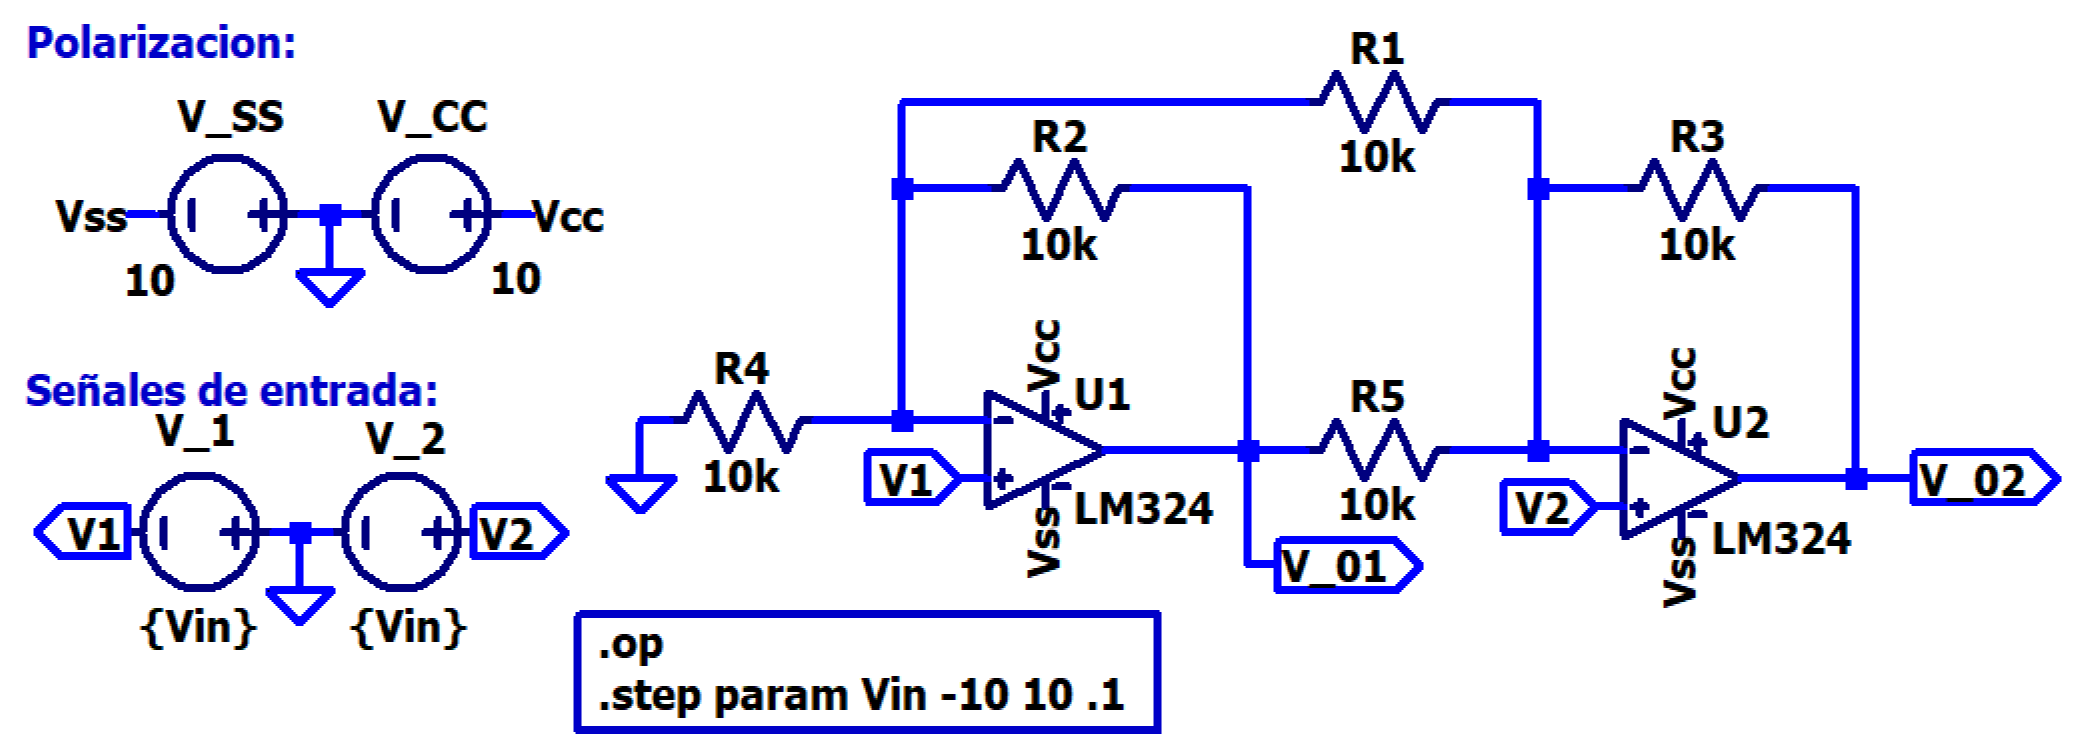 Polarizacion:
V_SS
V_CC
Vss
Vcc
10
10
Señales de entrada:
V_1
V_2
V1
V2
{Vin}
{Vin}
R1
10k
R2
10k
R3
10k
R4
10k
Vcc
U1
V1
LM324
Vss
R5
10k
V_01
Vcc
U2
V2
LM324
Vss
V_02
.op
.step param Vin -10 10 .1